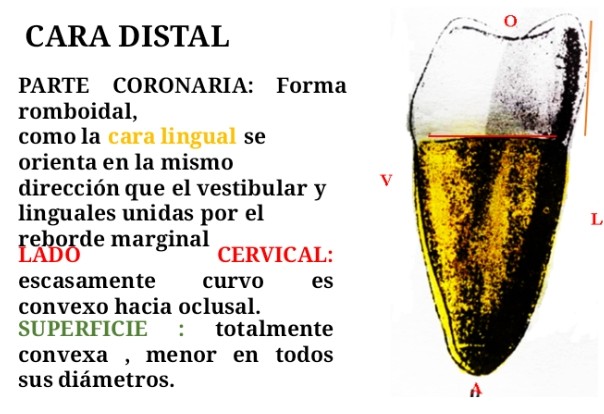 CARA DISTAL
PARTE CORONARIA: Forma
romboidal,
como la cara lingual se
orienta en la mismo
dirección que el vestibular y
linguales unidas por el
reborde marginal
LADO CERVICAL:
escasamente curvo es
convexo hacia oclusal.
SUPERFICIE : totalmente
convexa , menor en todos
sus diámetros.
O
V
L
A